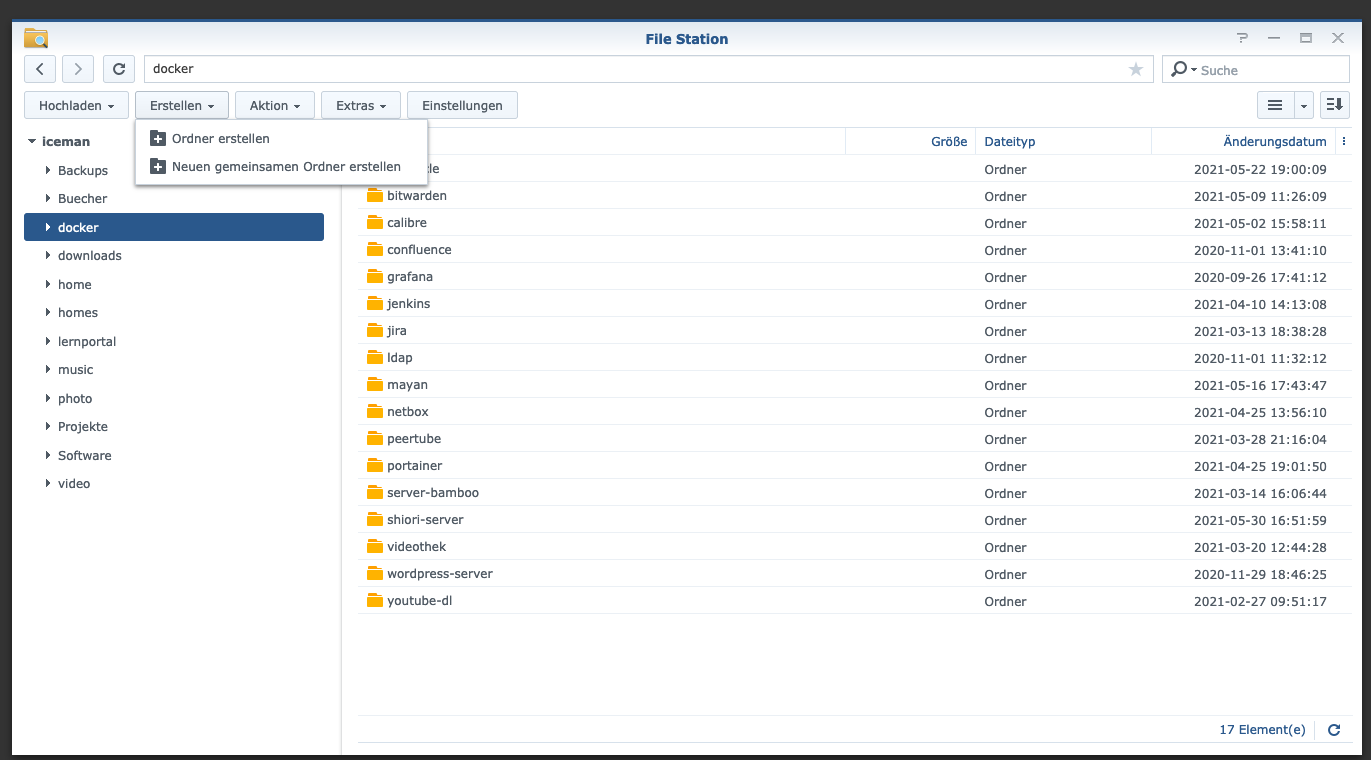 File Station
docker
Suche
Hochladen Erstellen Aktion Extras Einstellungen
Ordner erstellen
Neuen gemeinsamen Ordner erstellen
iceman
Backups
Buecher
docker
downloads
home
homes
lernportal
music
photo
Projekte
Software
video
Größe Dateityp Änderungsdatum
cle Ordner 2021-05-22 19:00:09
bitwarden Ordner 2021-05-09 11:26:09
calibre Ordner 2021-05-02 15:58:11
confluence Ordner 2020-11-01 13:41:10
grafana Ordner 2020-09-26 17:41:12
jenkins Ordner 2021-04-10 14:13:08
jira Ordner 2021-03-13 18:38:28
ldap Ordner 2020-11-01 11:32:12
mayan Ordner 2021-05-16 17:43:47
netbox Ordner 2021-04-25 13:56:10
peertube Ordner 2021-03-28 21:16:04
portainer Ordner 2021-04-25 19:01:50
server-bamboo Ordner 2021-03-14 16:06:44
shiori-server Ordner 2021-05-30 16:51:59
videothek Ordner 2021-03-20 12:44:28
wordpress-server Ordner 2020-11-29 18:46:25
youtube-dl Ordner 2021-02-27 09:51:17
17 Element(e)